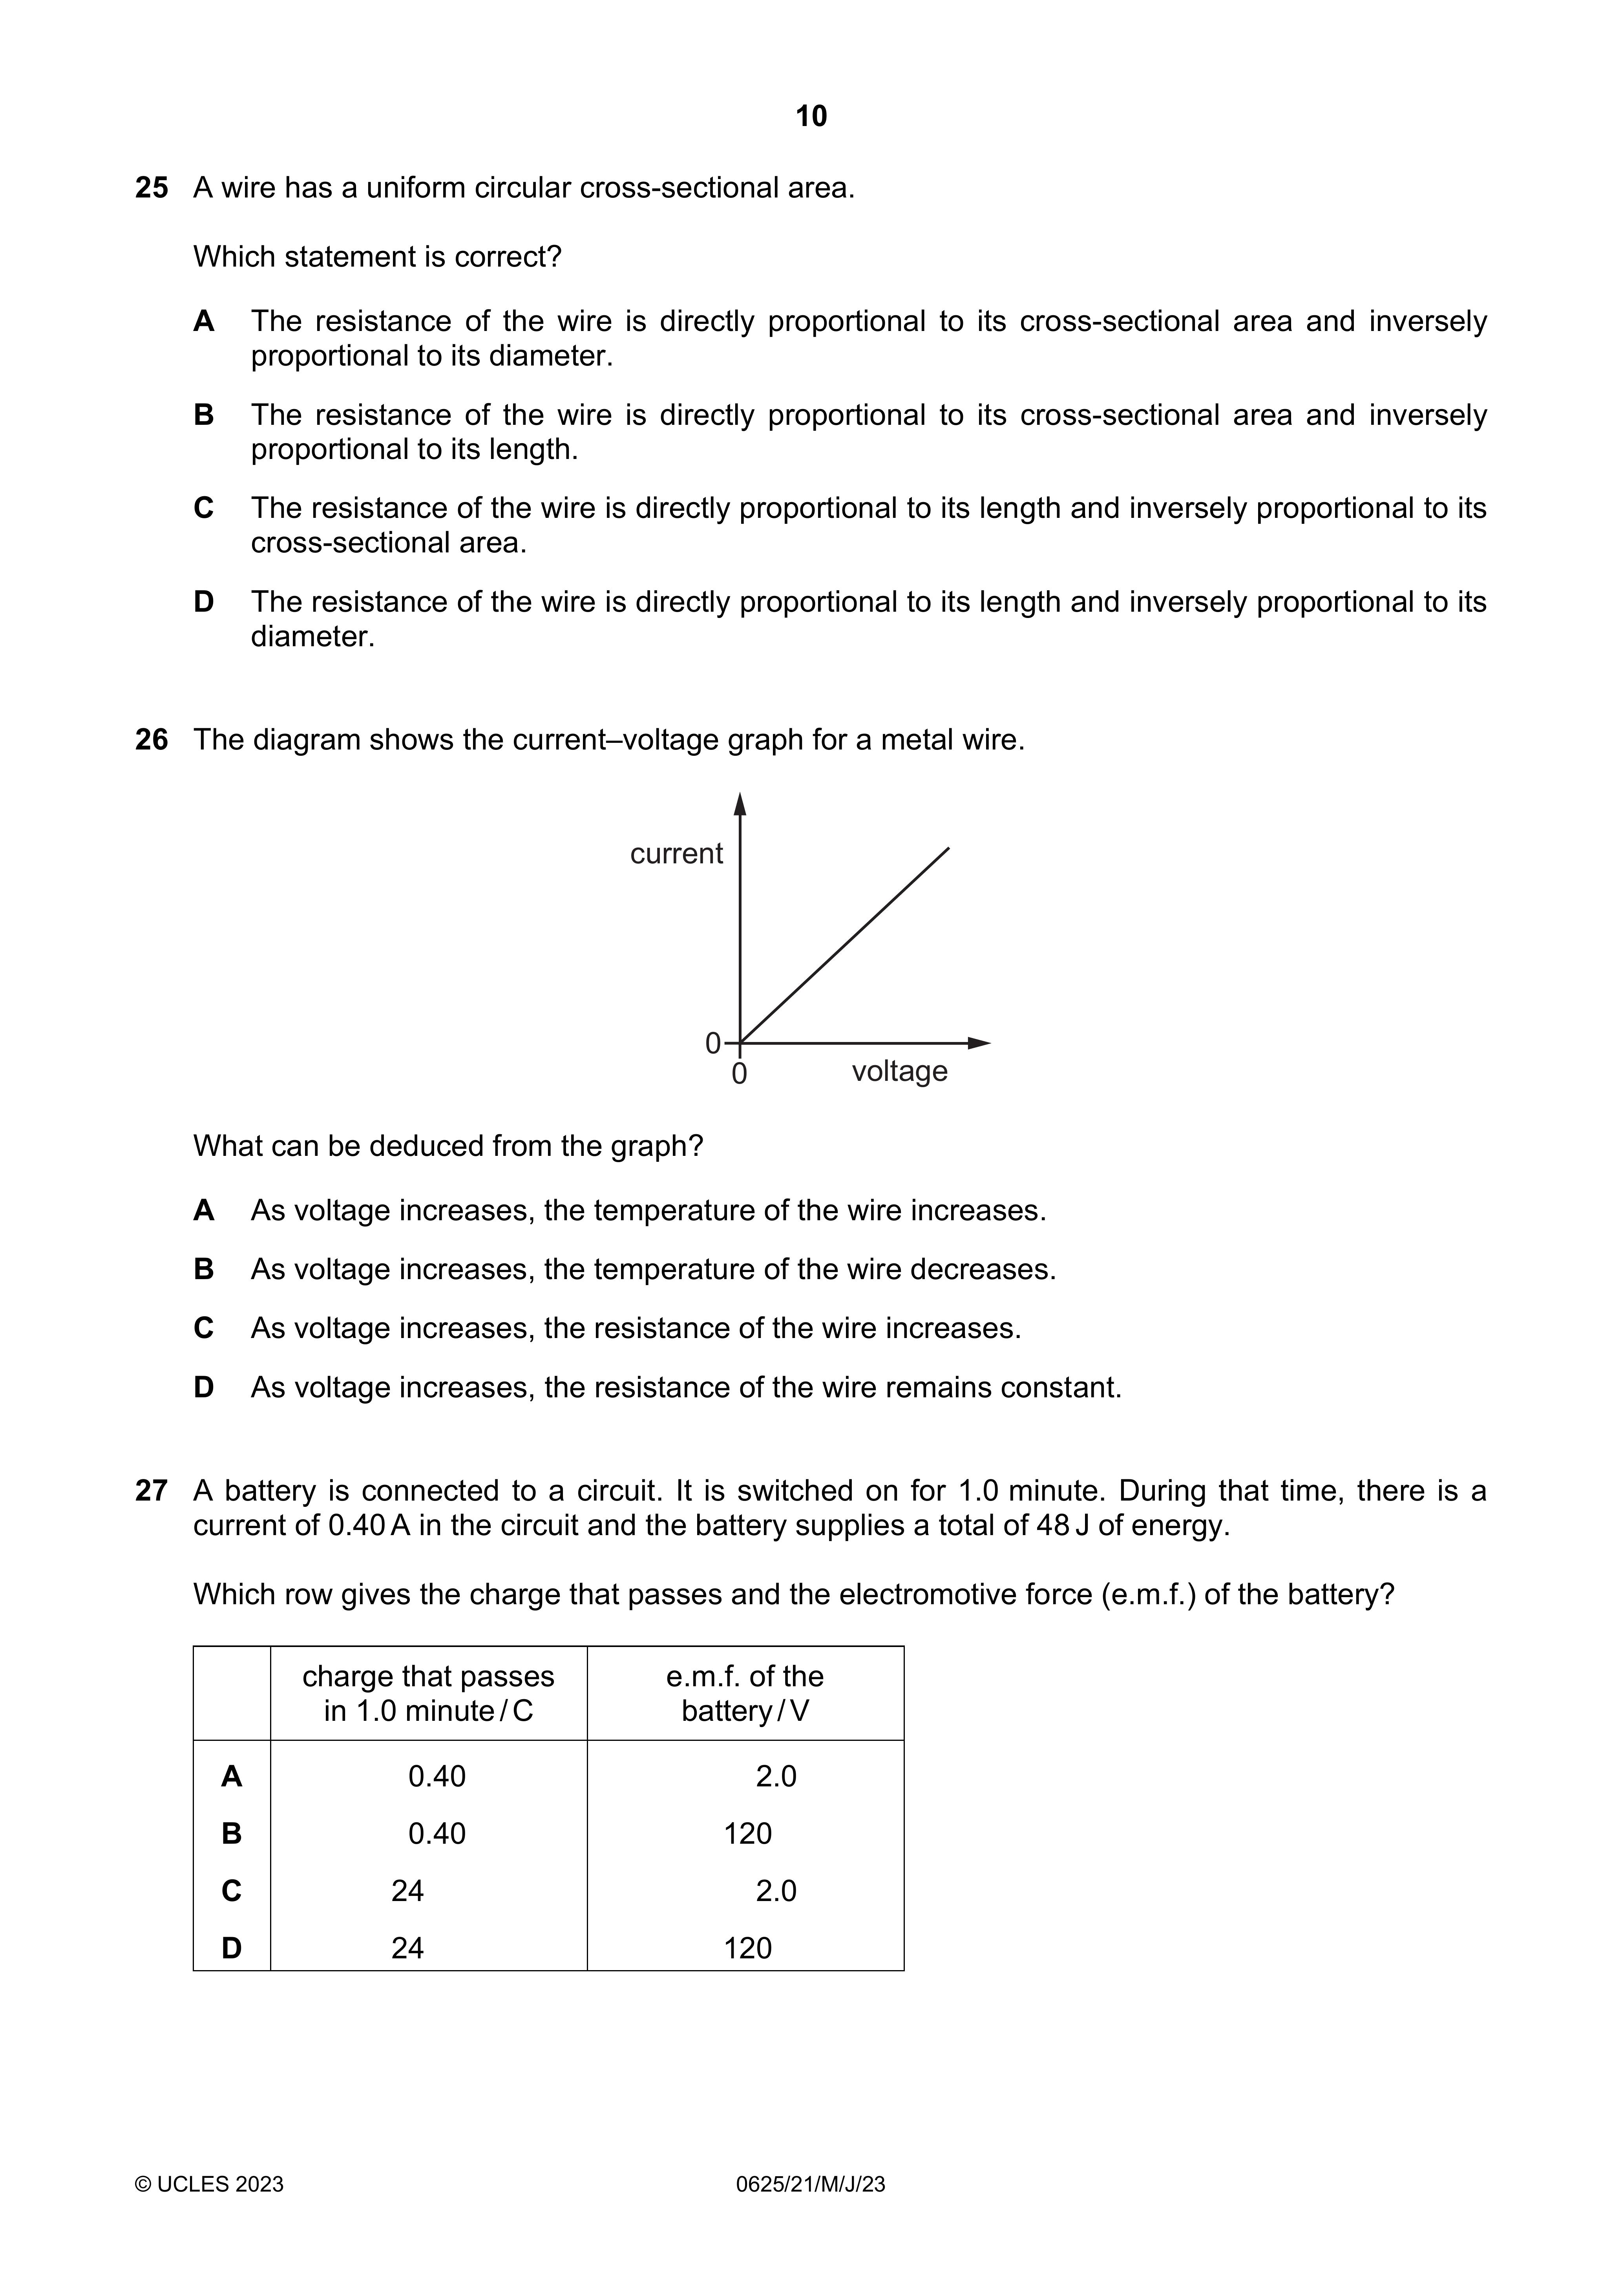 10
25 A wire has a uniform circular cross-sectional area.
Which statement is correct?
A The resistance of the wire is directly proportional to its cross-sectional area and inversely
proportional to its diameter.
B The resistance of the wire is directly proportional to its cross-sectional area and inversely
proportional to its length.
C The resistance of the wire is directly proportional to its length and inversely proportional to its
cross-sectional area.
D The resistance of the wire is directly proportional to its length and inversely proportional to its
diameter.
26 The diagram shows the current–voltage graph for a metal wire.
current
0
0
voltage
What can be deduced from the graph?
A As voltage increases, the temperature of the wire increases.
B As voltage increases, the temperature of the wire decreases.
C As voltage increases, the resistance of the wire increases.
D As voltage increases, the resistance of the wire remains constant.
27 A battery is connected to a circuit. It is switched on for 1.0 minute. During that time, there is a
current of 0.40 A in the circuit and the battery supplies a total of 48 J of energy.
Which row gives the charge that passes and the electromotive force (e.m.f.) of the battery?
charge that passes e.m.f. of the
in 1.0 minute / C battery / V
A 0.40 2.0
B 0.40 120
C 24 2.0
D 24 120
© UCLES 2023 0625/21/M/J/23